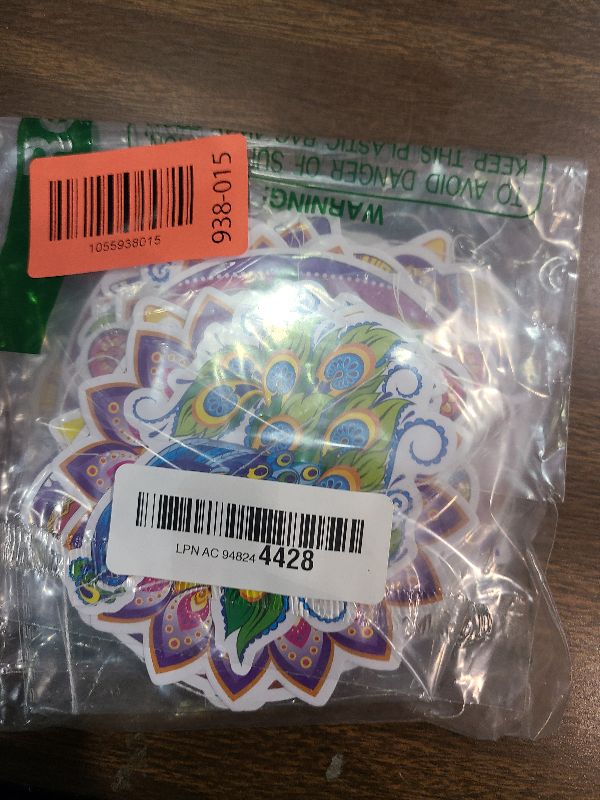 938-015
1055938015
WARNING:
TO AVOID DANGER OF SU
KEEP THIS PLASTIC BAG
LPN AC 94824 4428